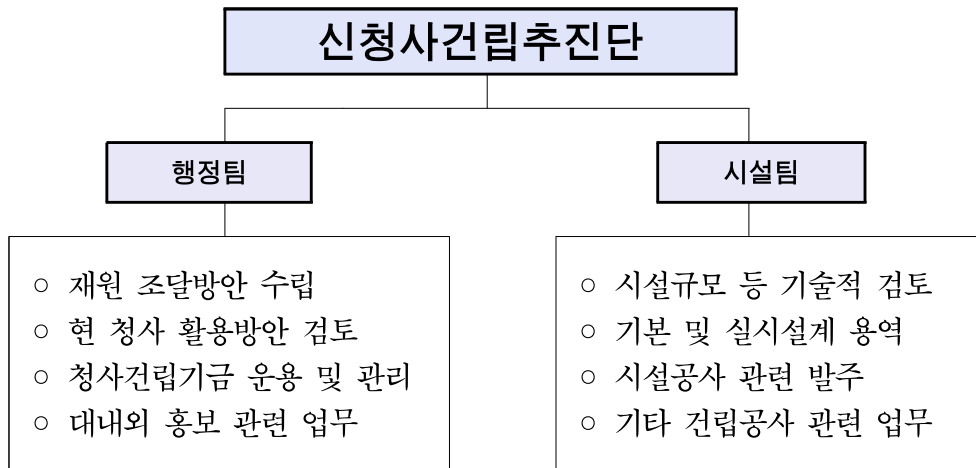 신청사건립추진단
행정팀
○ 재원 조달방안 수립
○ 현 청사 활용방안 검토
○ 청사건립기금 운용 및 관리
○ 대내외 홍보 관련 업무
시설팀
○ 시설규모 등 기술적 검토
○ 기본 및 실시설계 용역
○ 시설공사 관련 발주
○ 기타 건립공사 관련 업무